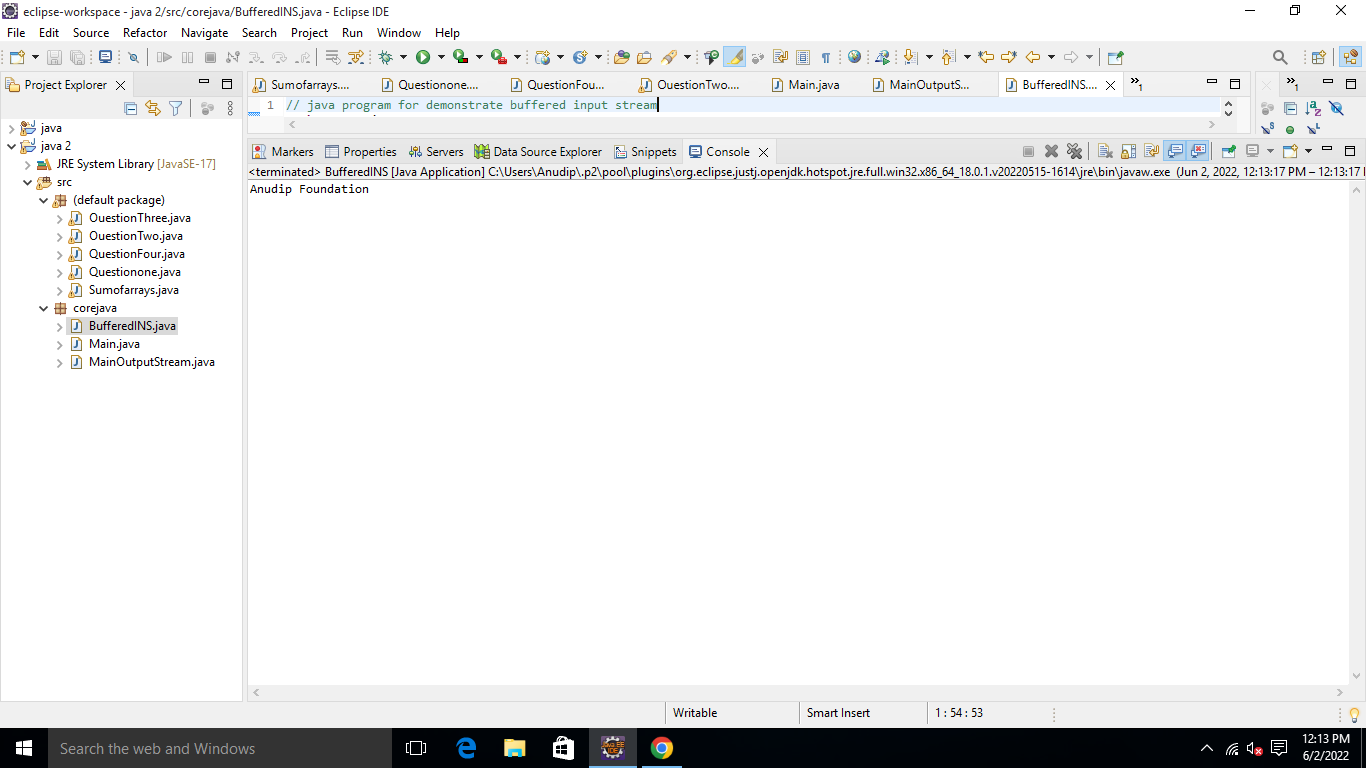 eclipse-workspace - java 2/src/corejava/BufferedINS.java - Eclipse IDE
File Edit Source Refactor Navigate Search Project Run Window Help
Project Explorer
java
java 2
JRE System Library [JavaSE-17]
src
(default package)
OuestionThree.java
OuestionTwo.java
QuestionFour.java
Questionone.java
Sumofarrays.java
corejava
BufferedINS.java
Main.java
MainOutputStream.java
Sumofarrays.... Questionone.... QuestionFou... OuestionTwo.... Main.java MainOutputS... BufferedINS.... »1
»1
1 // java program for demonstrate buffered input stream
Markers Properties Servers Data Source Explorer Snippets Console
<terminated> BufferedINS [Java Application] C:\Users\Anudip\.p2\pool\plugins\org.eclipse.justj.openjdk.hotspot.jre.full.win32.x86_64_18.0.1.v20220515-1614\jre\bin\javaw.exe (Jun 2, 2022, 12:13:17 PM – 12:13:17
Anudip Foundation
Writable Smart Insert 1 : 54 : 53
Search the web and Windows
12:13 PM
6/2/2022